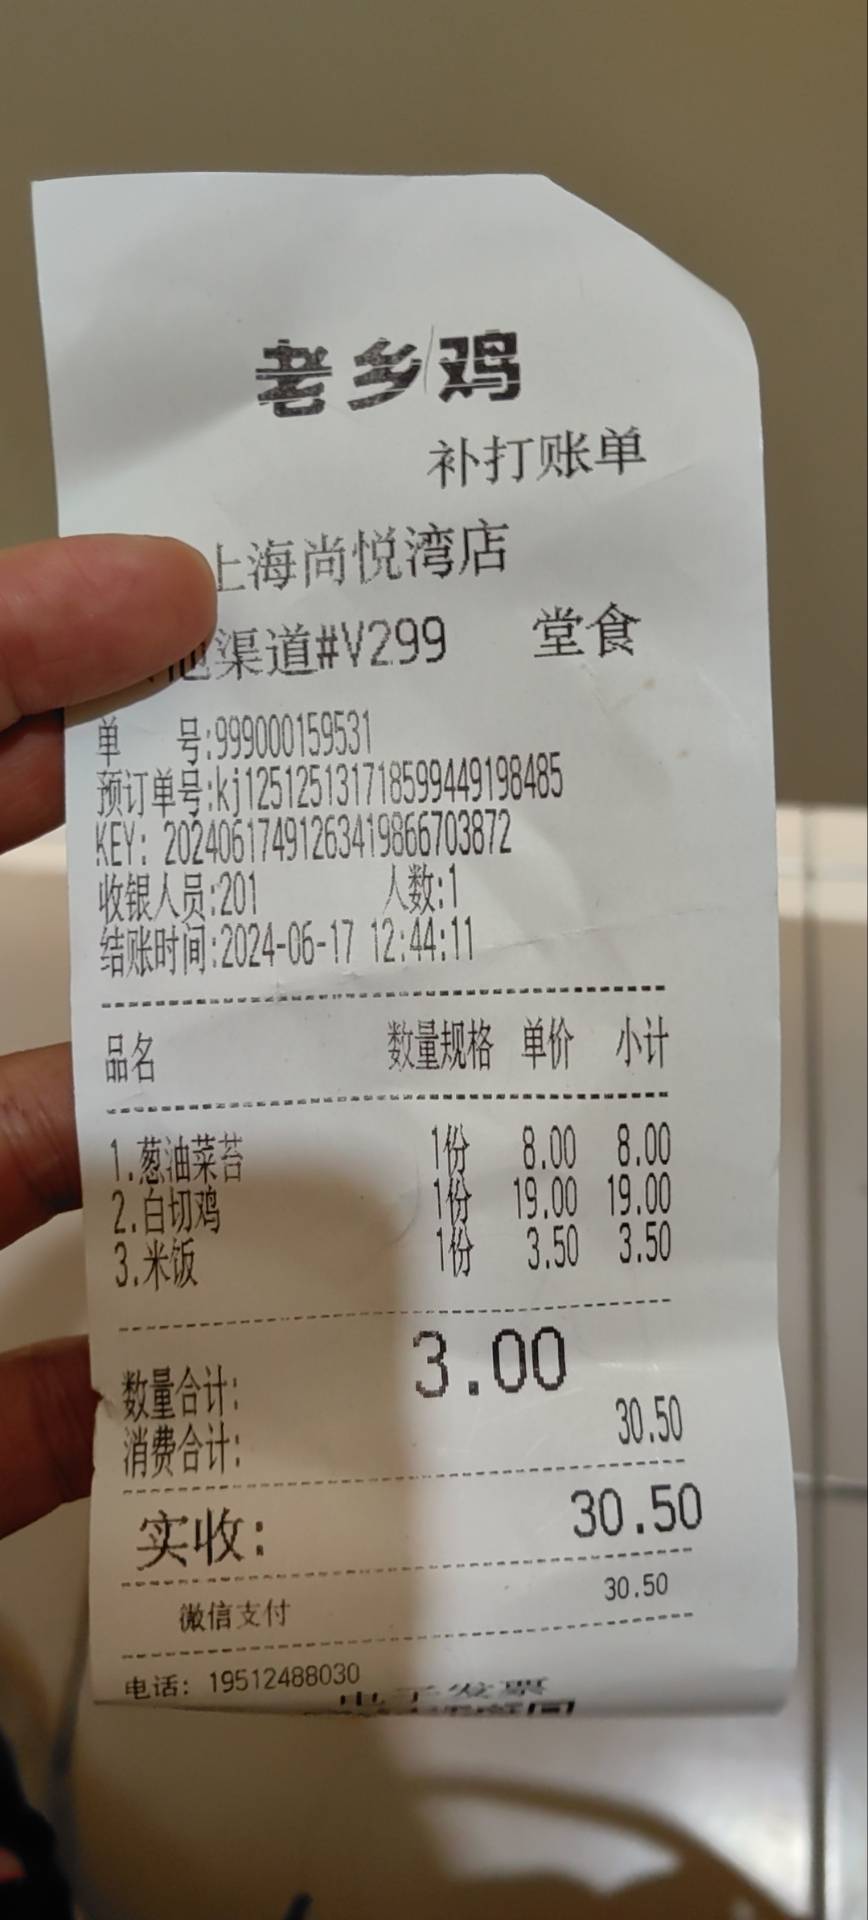 老乡鸡
补打账单
上海尚悦湾店
渠道#V299 堂食
单 号:999000159531
预订单号:kj125125131718599449198485
KEY: 20240617491263419866703872
收银人员:201 人数:1
结账时间:2024-06-17 12:44:11
品名 数量规格 单价 小计
1.葱油菜苔 1份 8.00 8.00
2.白切鸡 1份 19.00 19.00
3.米饭 1份 3.50 3.50
数量合计: 3.00
消费合计: 30.50
实收: 30.50
微信支付 30.50
电话: 19512488030
电子发票